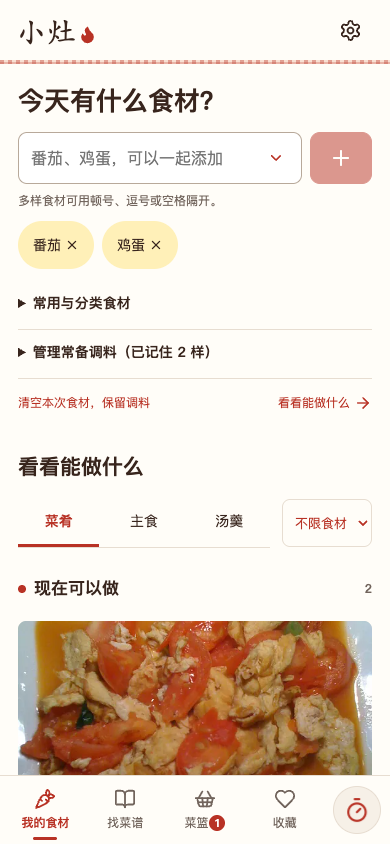 小灶
今天有什么食材?
番茄、鸡蛋，可以一起添加
多样食材可用顿号、逗号或空格隔开。
番茄 × 鸡蛋 ×
常用与分类食材
管理常备调料（已记住 2 样）
清空本次食材，保留调料 看看能做什么 →
看看能做什么
菜肴 主食 汤羹 不限食材
现在可以做 2
我的食材 找菜谱 菜篮 1 收藏